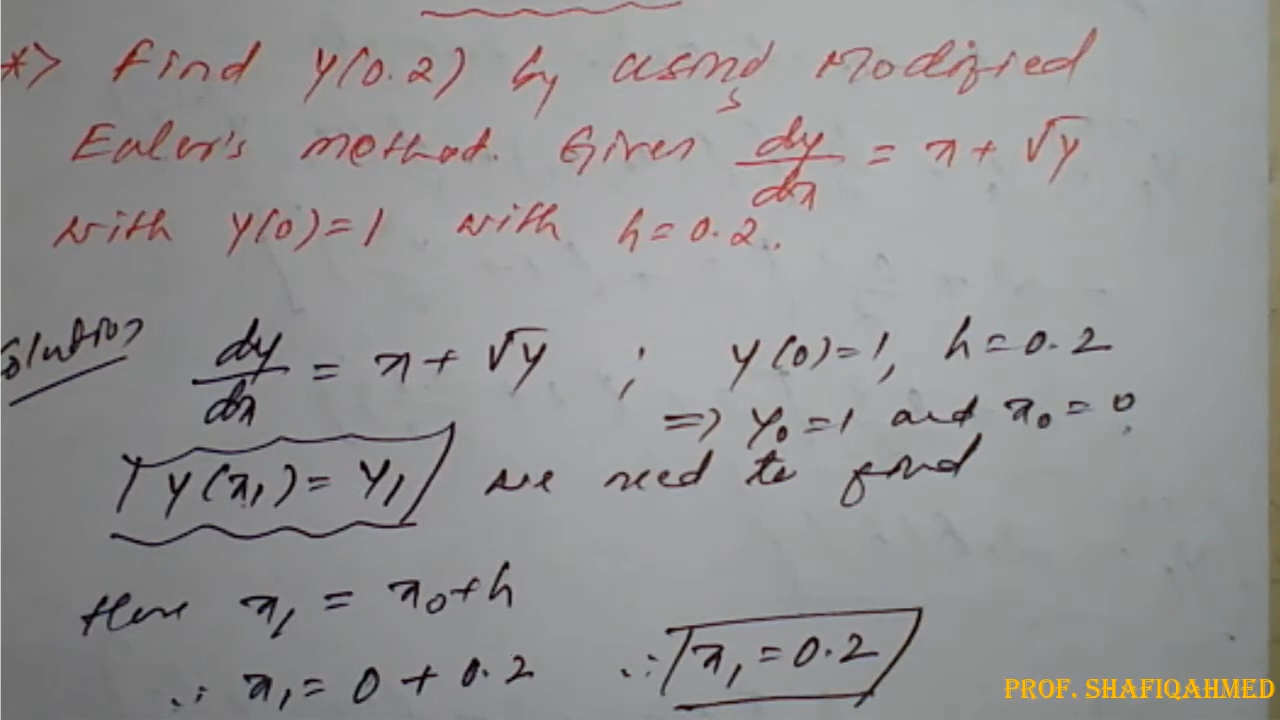 *> Find y(0.2) by using Modified
Euler's method. Given dy/dx = x + √y
with y(0)=1 with h=0.2.
Solution dy/dx = x + √y ; y(0)=1, h=0.2
=> y₀=1 and x₀=0.
y(x₁) = y₁ we need to find
Here x₁ = x₀+h
∴ x₁ = 0 + 0.2 ∴ x₁ = 0.2
PROF. SHAFIQAHMED